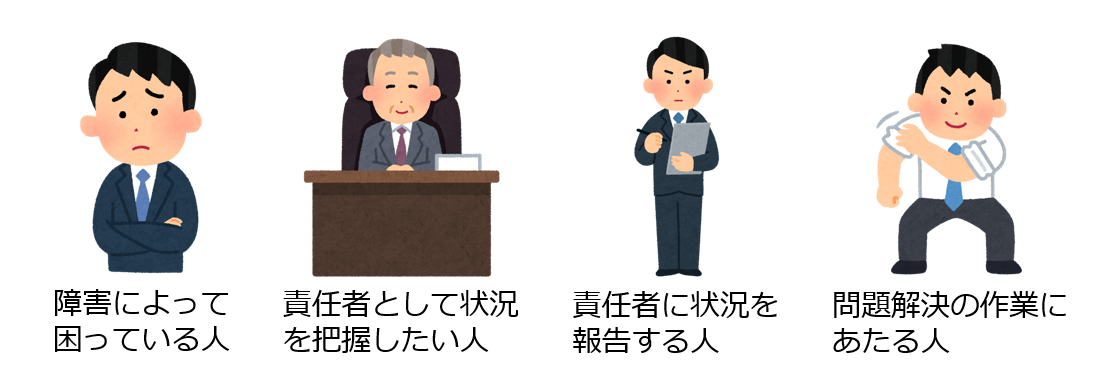 障害によって
困っている人
責任者として状況
を把握したい人
責任者に状況を
報告する人
問題解決の作業に
あたる人